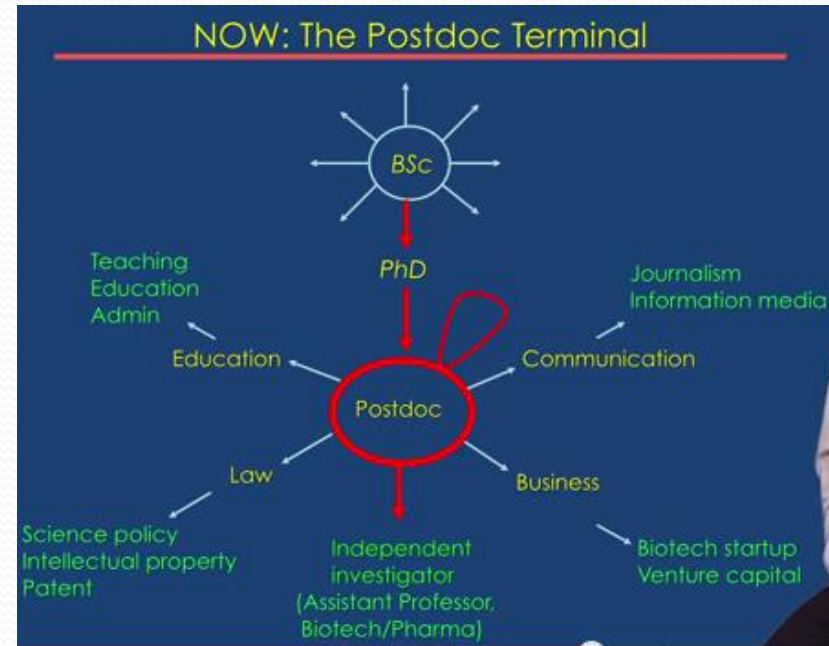 NOW: The Postdoc Terminal
BSc
PhD
Teaching
Education
Admin
Journalism
Information media
Education
Communication
Postdoc
Law
Business
Science policy
Intellectual property
Patent
Independent
investigator
(Assistant Professor,
Biotech/Pharma)
Biotech startup
Venture capital